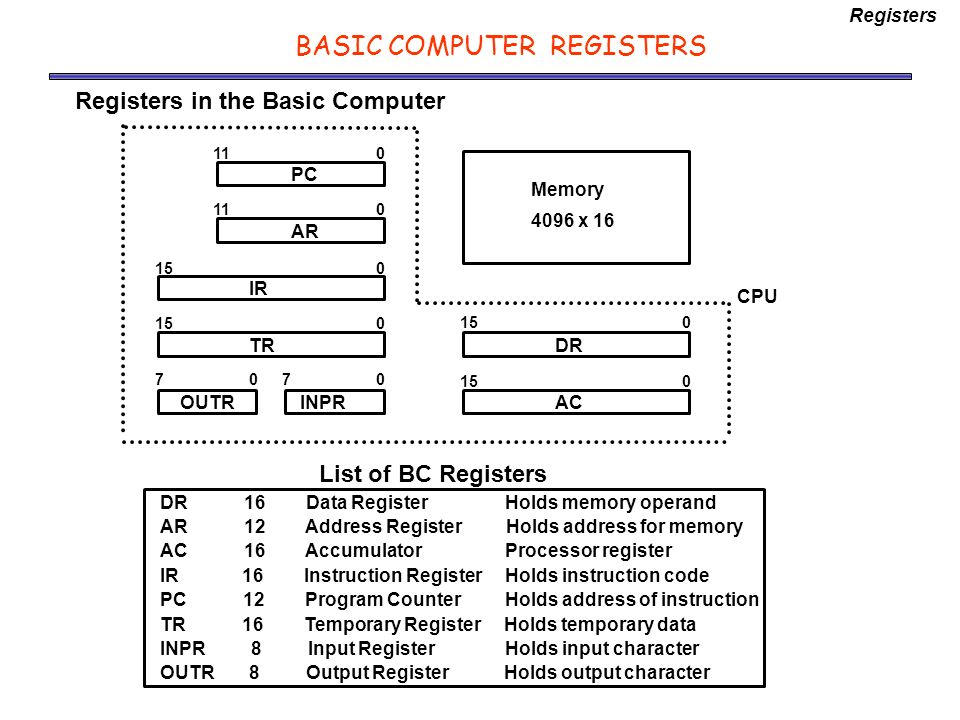 Registers
BASIC COMPUTER REGISTERS
Registers in the Basic Computer
11 0
PC
11 0
AR
15 0
IR
15 0
TR
7 0 7 0
OUTR INPR
Memory
4096 x 16
CPU
15 0
DR
15 0
AC
List of BC Registers
DR 16 Data Register Holds memory operand
AR 12 Address Register Holds address for memory
AC 16 Accumulator Processor register
IR 16 Instruction Register Holds instruction code
PC 12 Program Counter Holds address of instruction
TR 16 Temporary Register Holds temporary data
INPR 8 Input Register Holds input character
OUTR 8 Output Register Holds output character